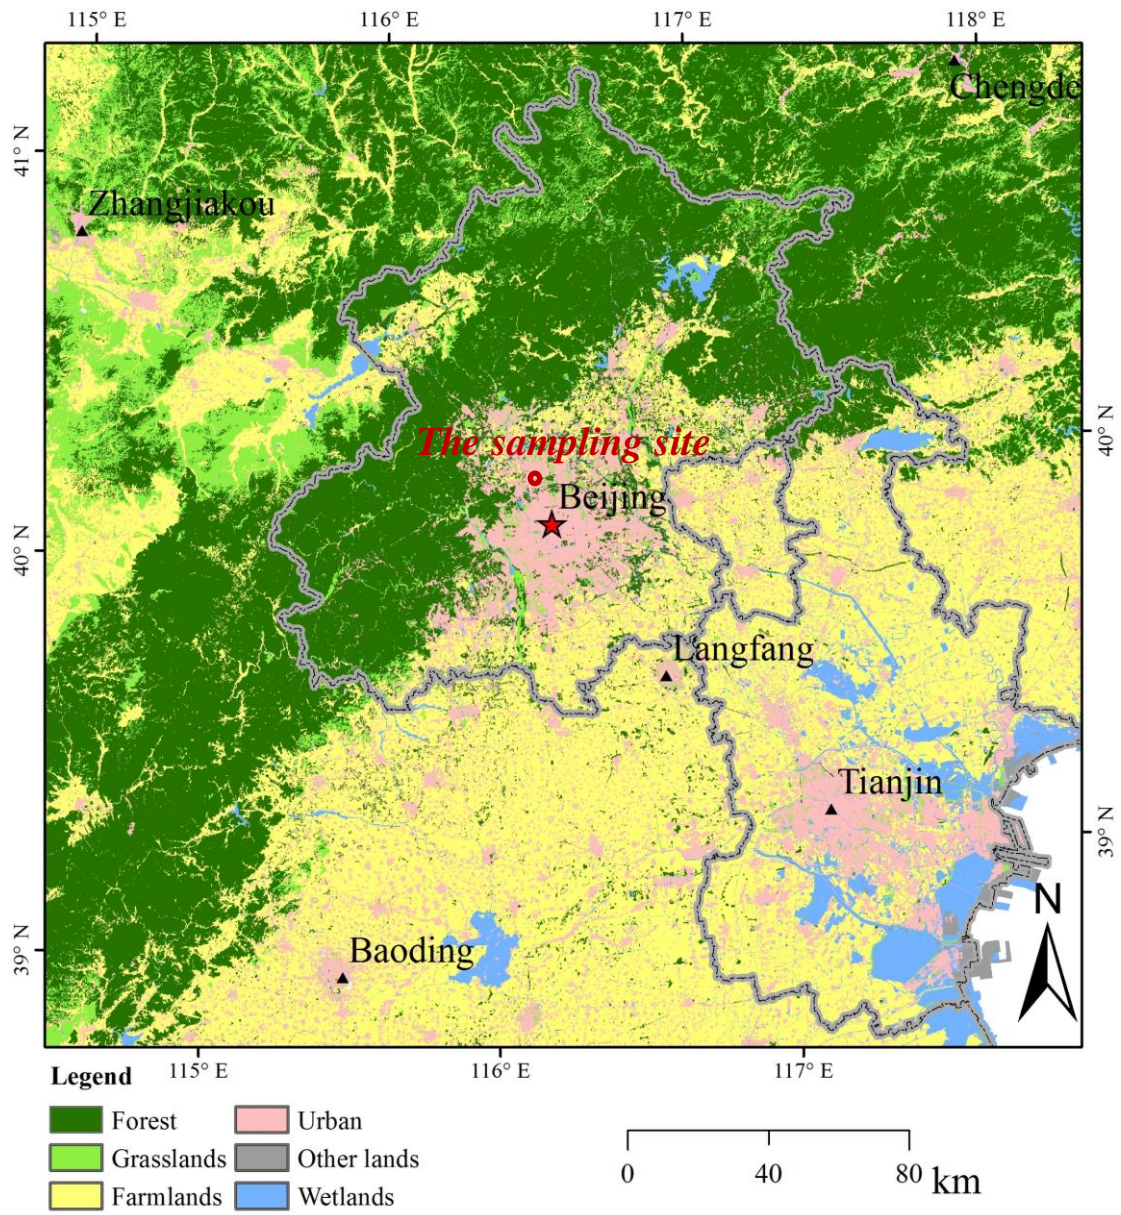 115° E 116° E 117° E 118° E
Chengde
41° N
Zhangjiakou
40° N
The sampling site
Beijing
40° N
Langfang
Tianjin
39° N
N
Baoding
39° N
115° E 116° E 117° E
Legend
Forest Urban
Grasslands Other lands
Farmlands Wetlands
0 40 80 km